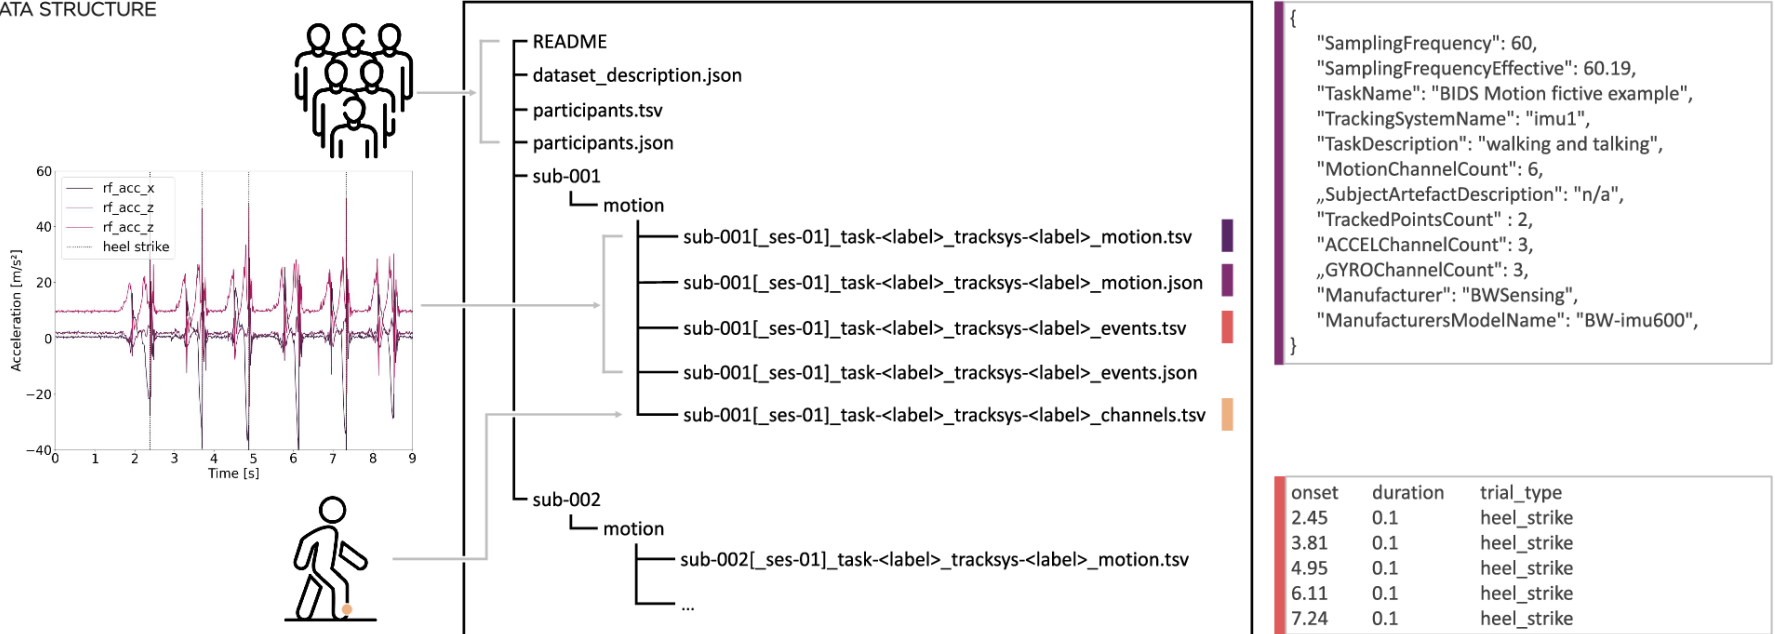 ATA STRUCTURE
60
40
20
0
−20
−40
Acceleration [m/s²]
rf_acc_x
rf_acc_z
rf_acc_z
heel strike
0 1 2 3 4 5 6 7 8 9
Time [s]
README
dataset_description.json
participants.tsv
participants.json
sub-001
motion
sub-001[_ses-01]_task-<label>_tracksys-<label>_motion.tsv
sub-001[_ses-01]_task-<label>_tracksys-<label>_motion.json
sub-001[_ses-01]_task-<label>_tracksys-<label>_events.tsv
sub-001[_ses-01]_task-<label>_tracksys-<label>_events.json
sub-001[_ses-01]_task-<label>_tracksys-<label>_channels.tsv
sub-002
motion
sub-002[_ses-01]_task-<label>_tracksys-<label>_motion.tsv
...
{
"SamplingFrequency": 60,
"SamplingFrequencyEffective": 60.19,
"TaskName": "BIDS Motion fictive example",
"TrackingSystemName": "imu1",
"TaskDescription": "walking and talking",
"MotionChannelCount": 6,
„SubjectArtefactDescription": "n/a",
"TrackedPointsCount" : 2,
"ACCELChannelCount": 3,
„GYROChannelCount": 3,
"Manufacturer": "BWSensing",
"ManufacturersModelName": "BW-imu600",
}
onset duration trial_type
2.45 0.1 heel_strike
3.81 0.1 heel_strike
4.95 0.1 heel_strike
6.11 0.1 heel_strike
7.24 0.1 heel_strike